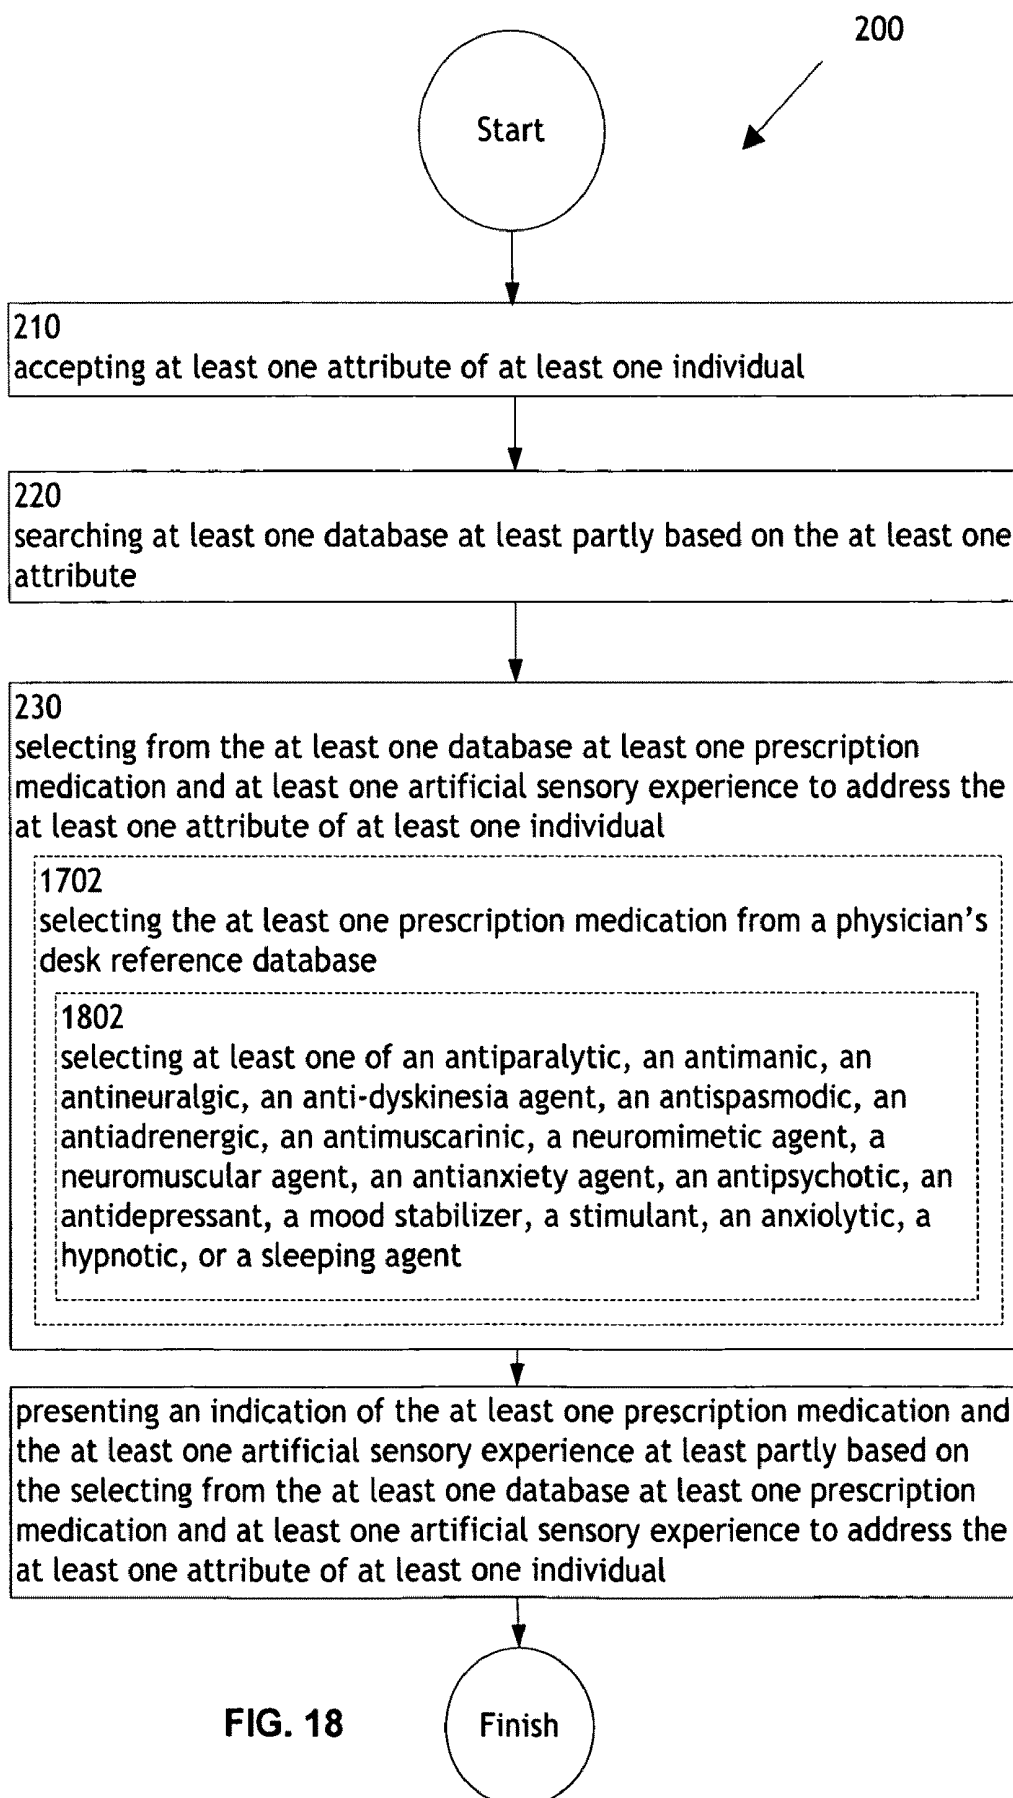 200
Start
210
accepting at least one attribute of at least one individual
220
searching at least one database at least partly based on the at least one
attribute
230
selecting from the at least one database at least one prescription
medication and at least one artificial sensory experience to address the
at least one attribute of at least one individual
1702
selecting the at least one prescription medication from a physician's
desk reference database
1802
selecting at least one of an antiparalytic, an antimanic, an
antineuralgic, an anti-dyskinesia agent, an antispasmodic, an
antiadrenergic, an antimuscarinic, a neuromimetic agent, a
neuromuscular agent, an antianxiety agent, an antipsychotic, an
antidepressant, a mood stabilizer, a stimulant, an anxiolytic, a
hypnotic, or a sleeping agent
presenting an indication of the at least one prescription medication and
the at least one artificial sensory experience at least partly based on
the selecting from the at least one database at least one prescription
medication and at least one artificial sensory experience to address the
at least one attribute of at least one individual
FIG. 18
Finish